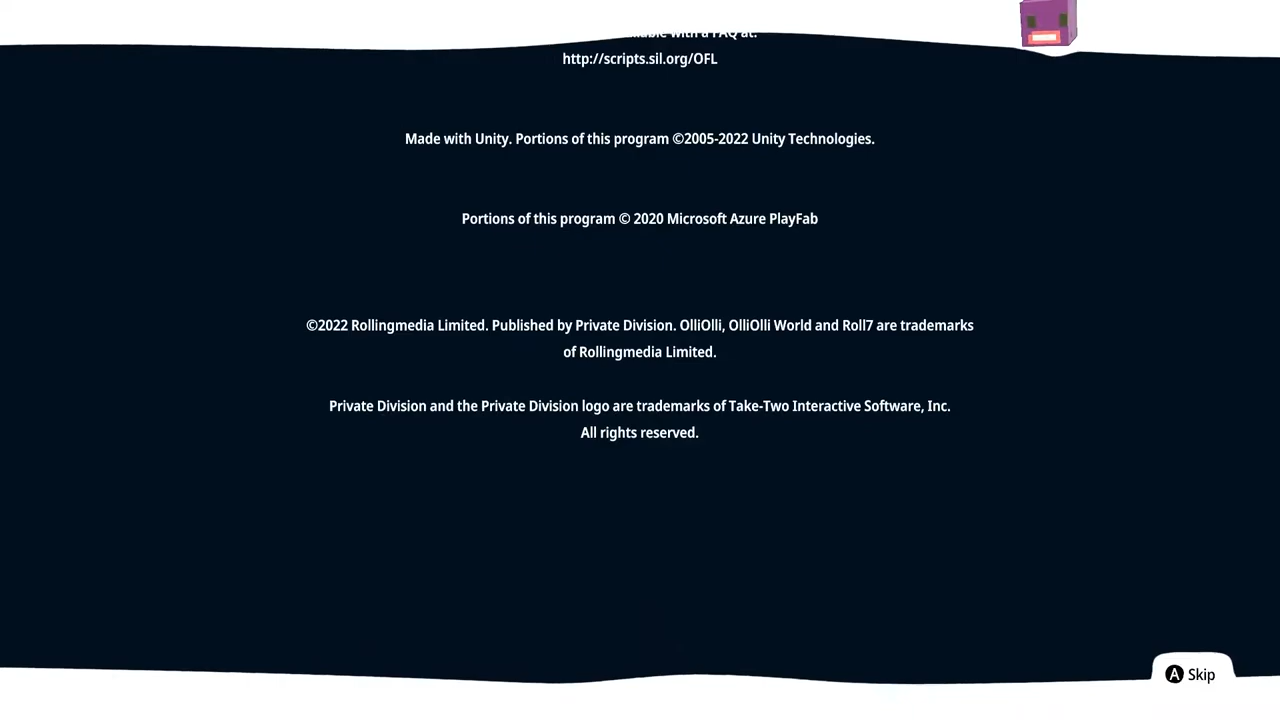 with a FAQ at:
http://scripts.sil.org/OFL
Made with Unity. Portions of this program ©2005-2022 Unity Technologies.
Portions of this program © 2020 Microsoft Azure PlayFab
©2022 Rollingmedia Limited. Published by Private Division. OlliOlli, OlliOlli World and Roll7 are trademarks
of Rollingmedia Limited.
Private Division and the Private Division logo are trademarks of Take-Two Interactive Software, Inc.
All rights reserved.
A Skip